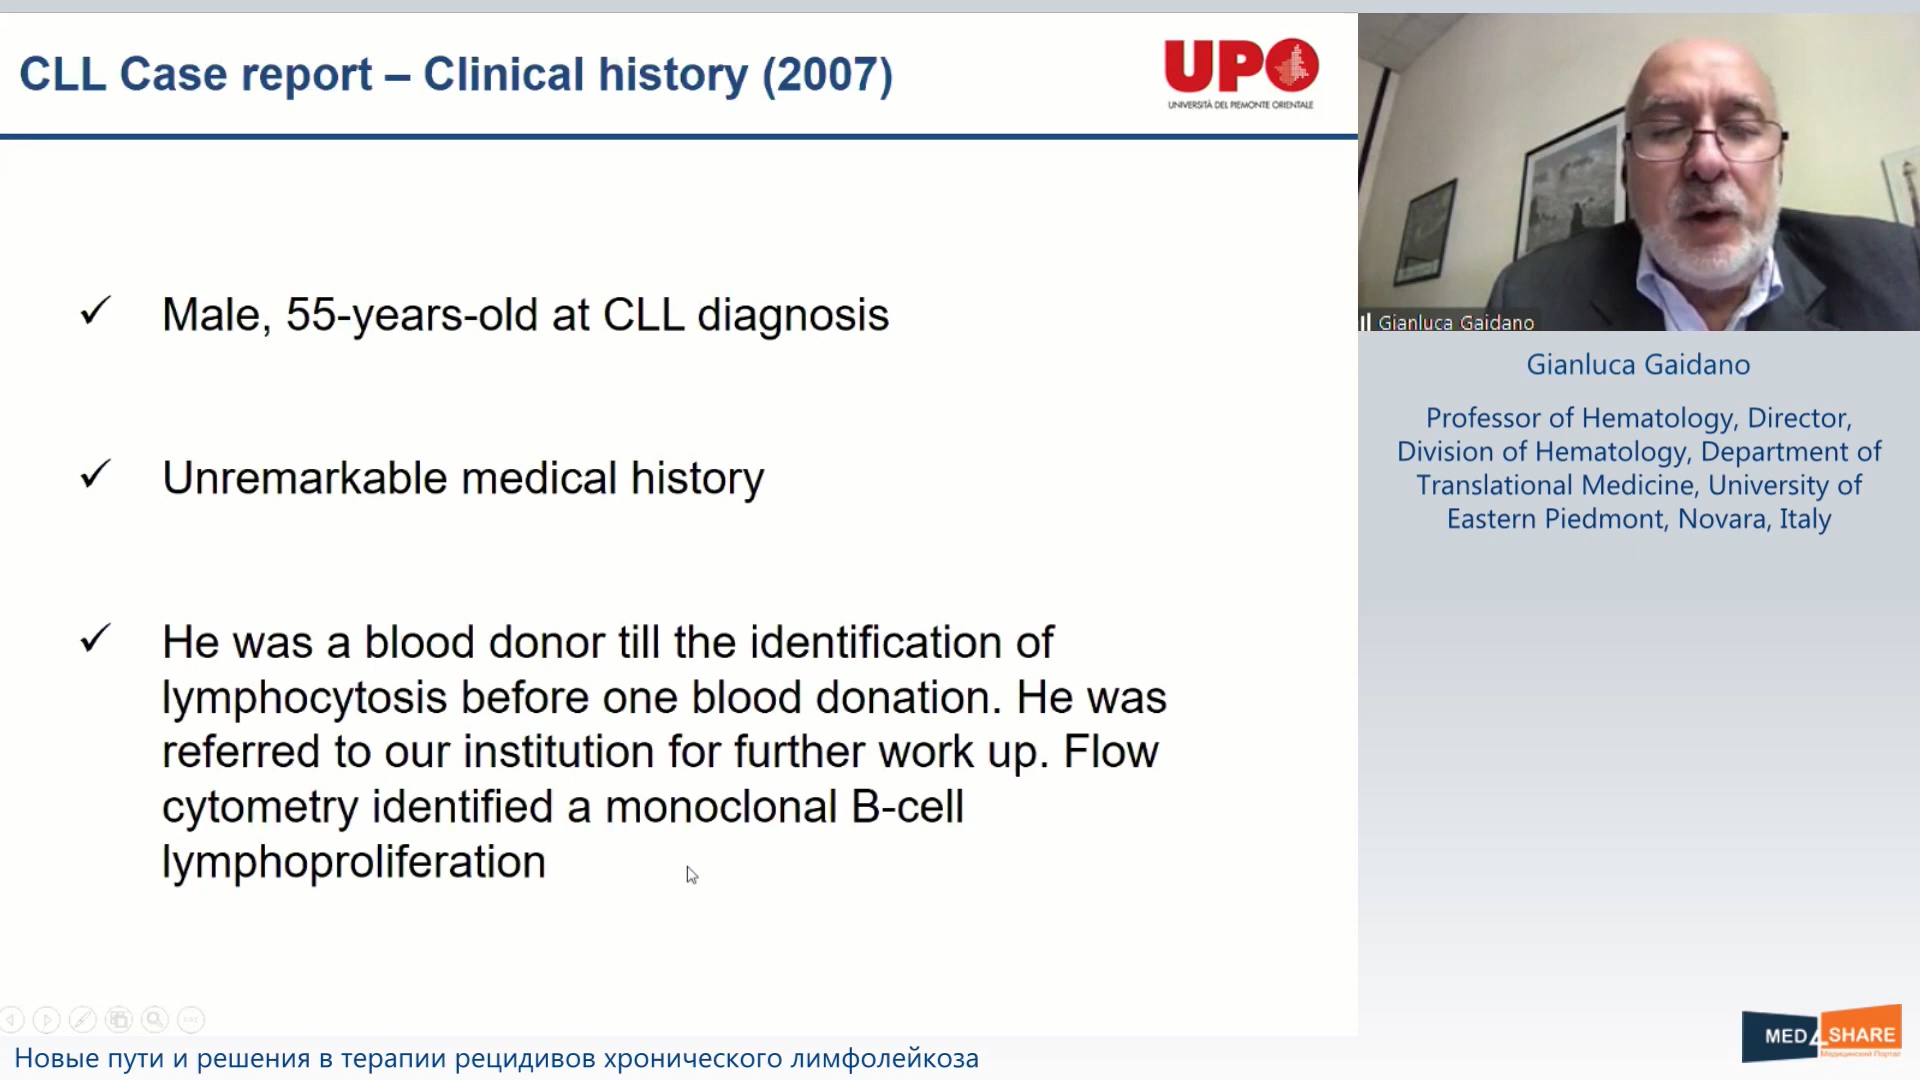 CLL Case report – Clinical history (2007)
UPO
UNIVERSITÀ DEL PIEMONTE ORIENTALE
✓ Male, 55-years-old at CLL diagnosis
✓ Unremarkable medical history
✓ He was a blood donor till the identification of
lymphocytosis before one blood donation. He was
referred to our institution for further work up. Flow
cytometry identified a monoclonal B-cell
lymphoproliferation
Gianluca Gaidano
Gianluca Gaidano
Professor of Hematology, Director,
Division of Hematology, Department of
Translational Medicine, University of
Eastern Piedmont, Novara, Italy
MED4SHARE
Медицинский Портал
Новые пути и решения в терапии рецидивов хронического лимфолейкоза